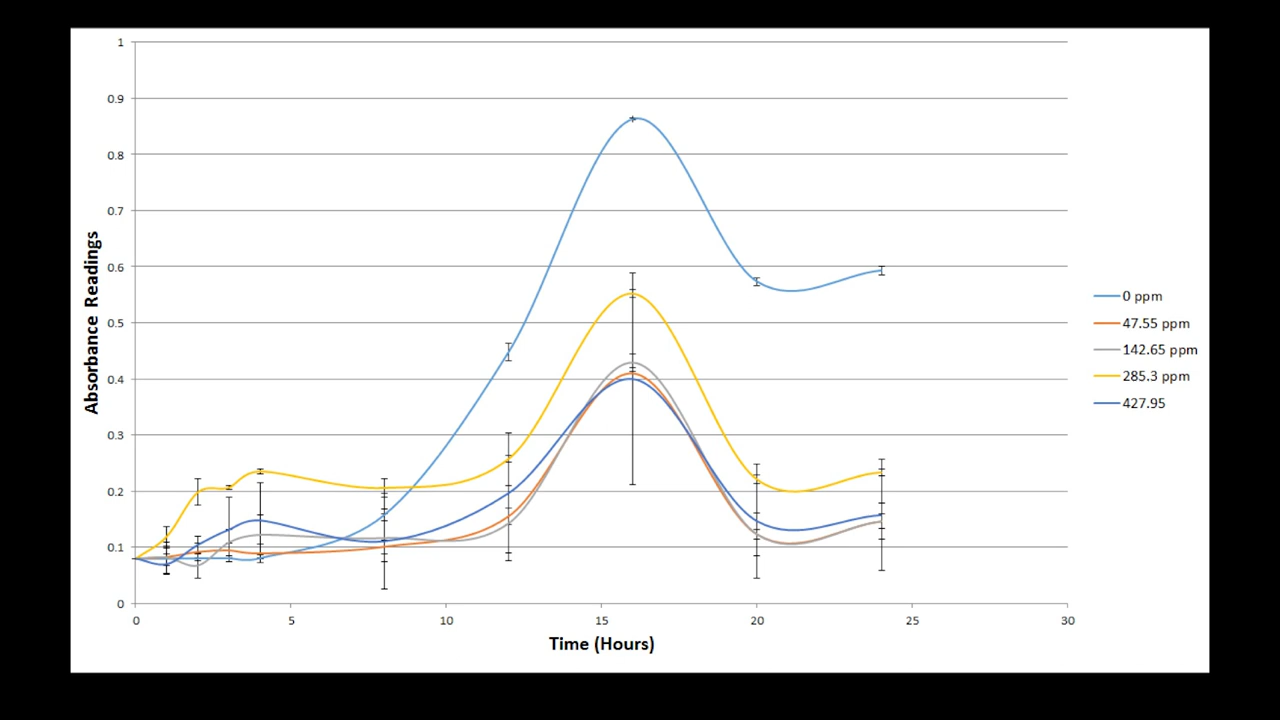 1
0.9
0.8
0.7
0.6
0.5
0.4
0.3
0.2
0.1
0
0 5 10 15 20 25 30
Absorbance Readings
Time (Hours)
0 ppm
47.55 ppm
142.65 ppm
285.3 ppm
427.95